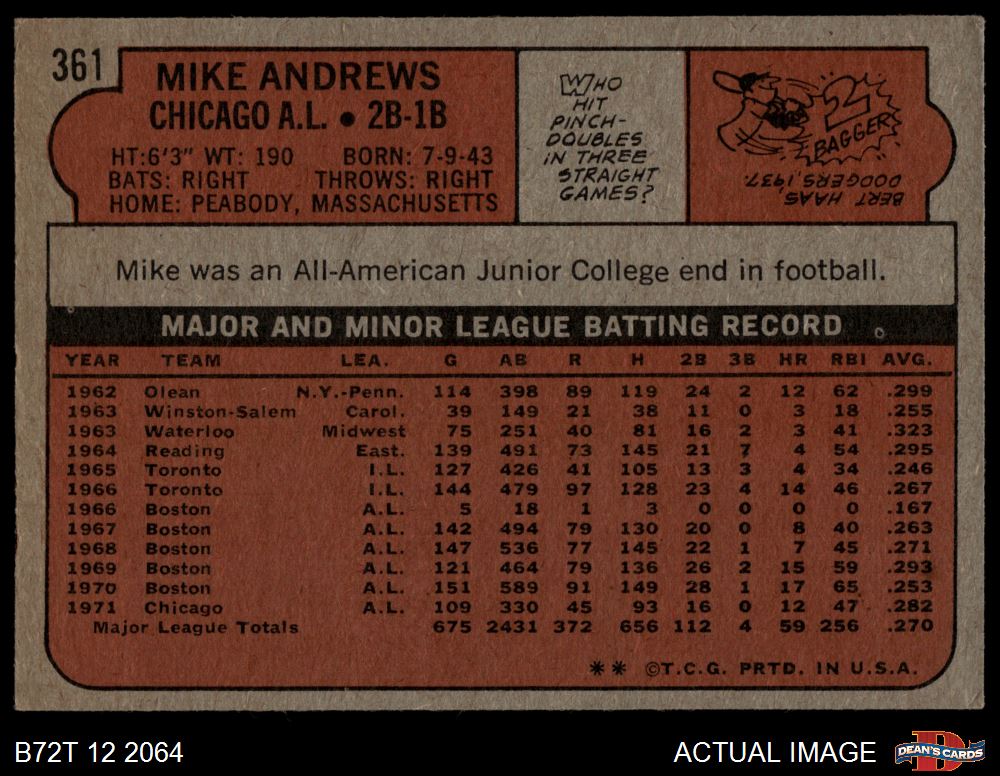 361
MIKE ANDREWS
CHICAGO A.L. • 2B-1B
HT: 6'3" WT: 190 BORN: 7-9-43
BATS: RIGHT THROWS: RIGHT
HOME: PEABODY, MASSACHUSETTS
WHO
HIT
PINCH-
DOUBLES
IN THREE
STRAIGHT
GAMES?
2
BAGGER
BERT HAAS,
DODGERS, 1937.
Mike was an All-American Junior College end in football.
MAJOR AND MINOR LEAGUE BATTING RECORD
YEAR TEAM LEA. G AB R H 2B 3B HR RBI AVG.
1962 Olean N.Y.-Penn. 114 398 89 119 24 2 12 62 .299
1963 Winston-Salem Carol. 39 149 21 38 11 0 3 18 .255
1963 Waterloo Midwest 75 251 40 81 16 2 3 41 .323
1964 Reading East. 139 491 73 145 21 7 4 54 .295
1965 Toronto I.L. 127 426 41 105 13 3 4 34 .246
1966 Toronto I.L. 144 479 97 128 23 4 14 46 .267
1966 Boston A.L. 5 18 1 3 0 0 0 0 .167
1967 Boston A.L. 142 494 79 130 20 0 8 40 .263
1968 Boston A.L. 147 536 77 145 22 1 7 45 .271
1969 Boston A.L. 121 464 79 136 26 2 15 59 .293
1970 Boston A.L. 151 589 91 149 28 1 17 65 .253
1971 Chicago A.L. 109 330 45 93 16 0 12 47 .282
Major League Totals 675 2431 372 656 112 4 59 256 .270
** ©T.C.G. PRTD. IN U.S.A.
B72T 12 2064
ACTUAL IMAGE
DEAN'S CARDS